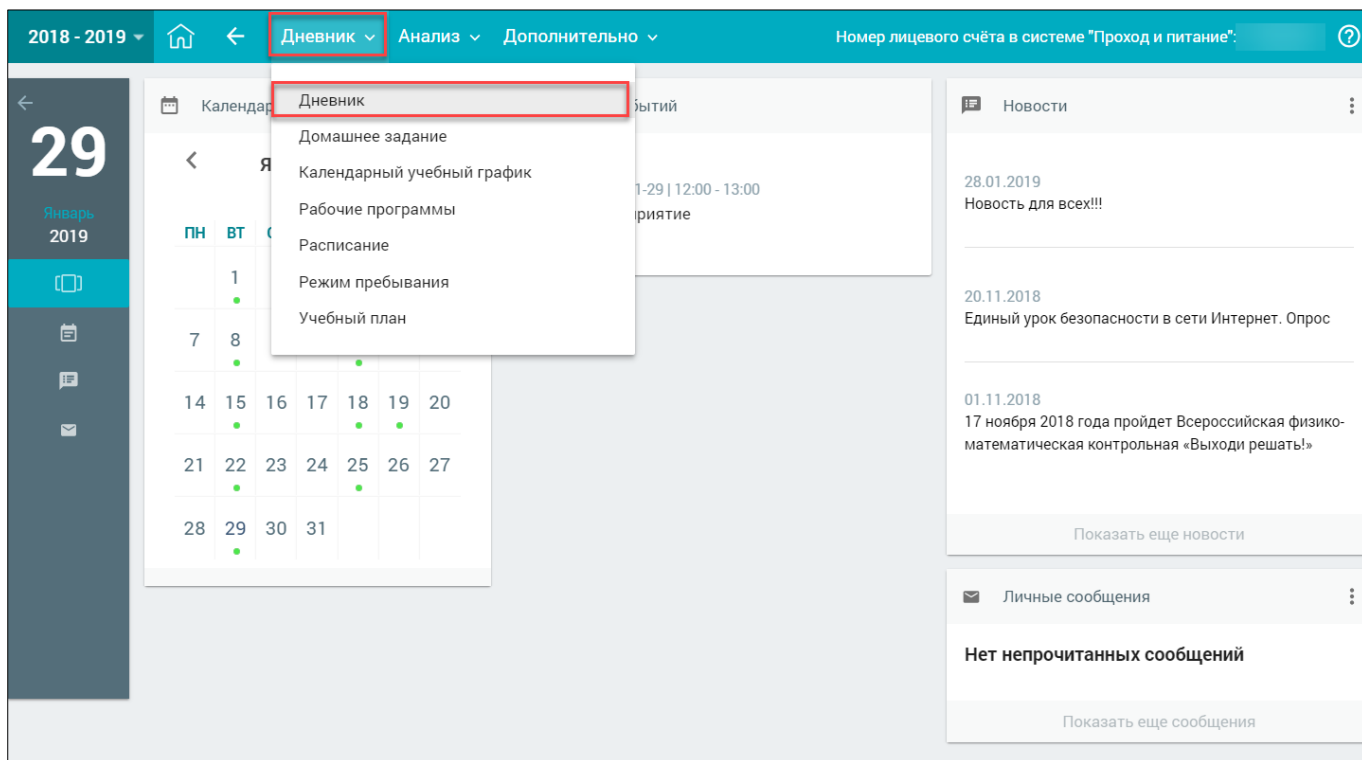 2018 - 2019 Дневник Анализ Дополнительно Номер лицевого счёта в системе "Проход и питание":
29
Январь
2019
Дневник
Домашнее задание
Календарный учебный график
Рабочие программы
Расписание
Режим пребывания
Учебный план
ПН ВТ
1
7 8
14 15 16 17 18 19 20
21 22 23 24 25 26 27
28 29 30 31
1-29 | 12:00 - 13:00
Новости
28.01.2019
Новость для всех!!!
20.11.2018
Единый урок безопасности в сети Интернет. Опрос
01.11.2018
17 ноября 2018 года пройдет Всероссийская физико-
математическая контрольная «Выходи решать!»
Показать еще новости
Личные сообщения
Нет непрочитанных сообщений
Показать еще сообщения